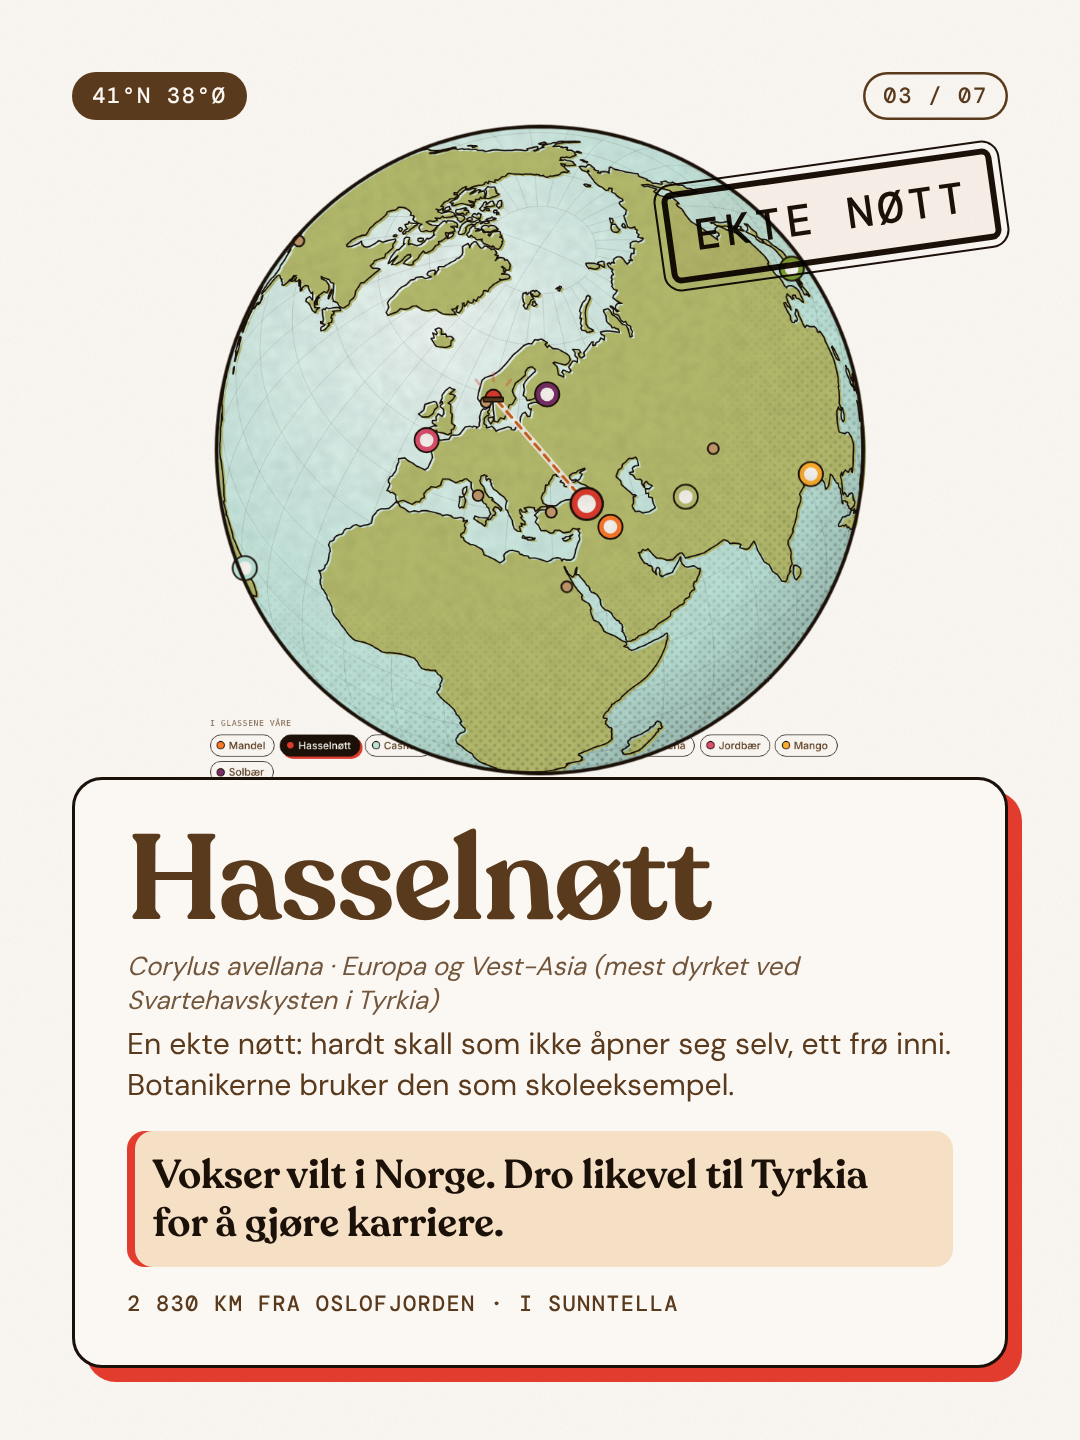 41°N 38°Ø
03 / 07
EKTE NØTT
I GLASSENE VÅRE
Mandel
Hasselnøtt
Jordbær
Mango
Solbær
Hasselnøtt
Corylus avellana · Europa og Vest-Asia (mest dyrket ved
Svartehavskysten i Tyrkia)
En ekte nøtt: hardt skall som ikke åpner seg selv, ett frø inni.
Botanikerne bruker den som skoleeksempel.
Vokser vilt i Norge. Dro likevel til Tyrkia
for å gjøre karriere.
2 830 KM FRA OSLOFJORDEN · I SUNNTELLA